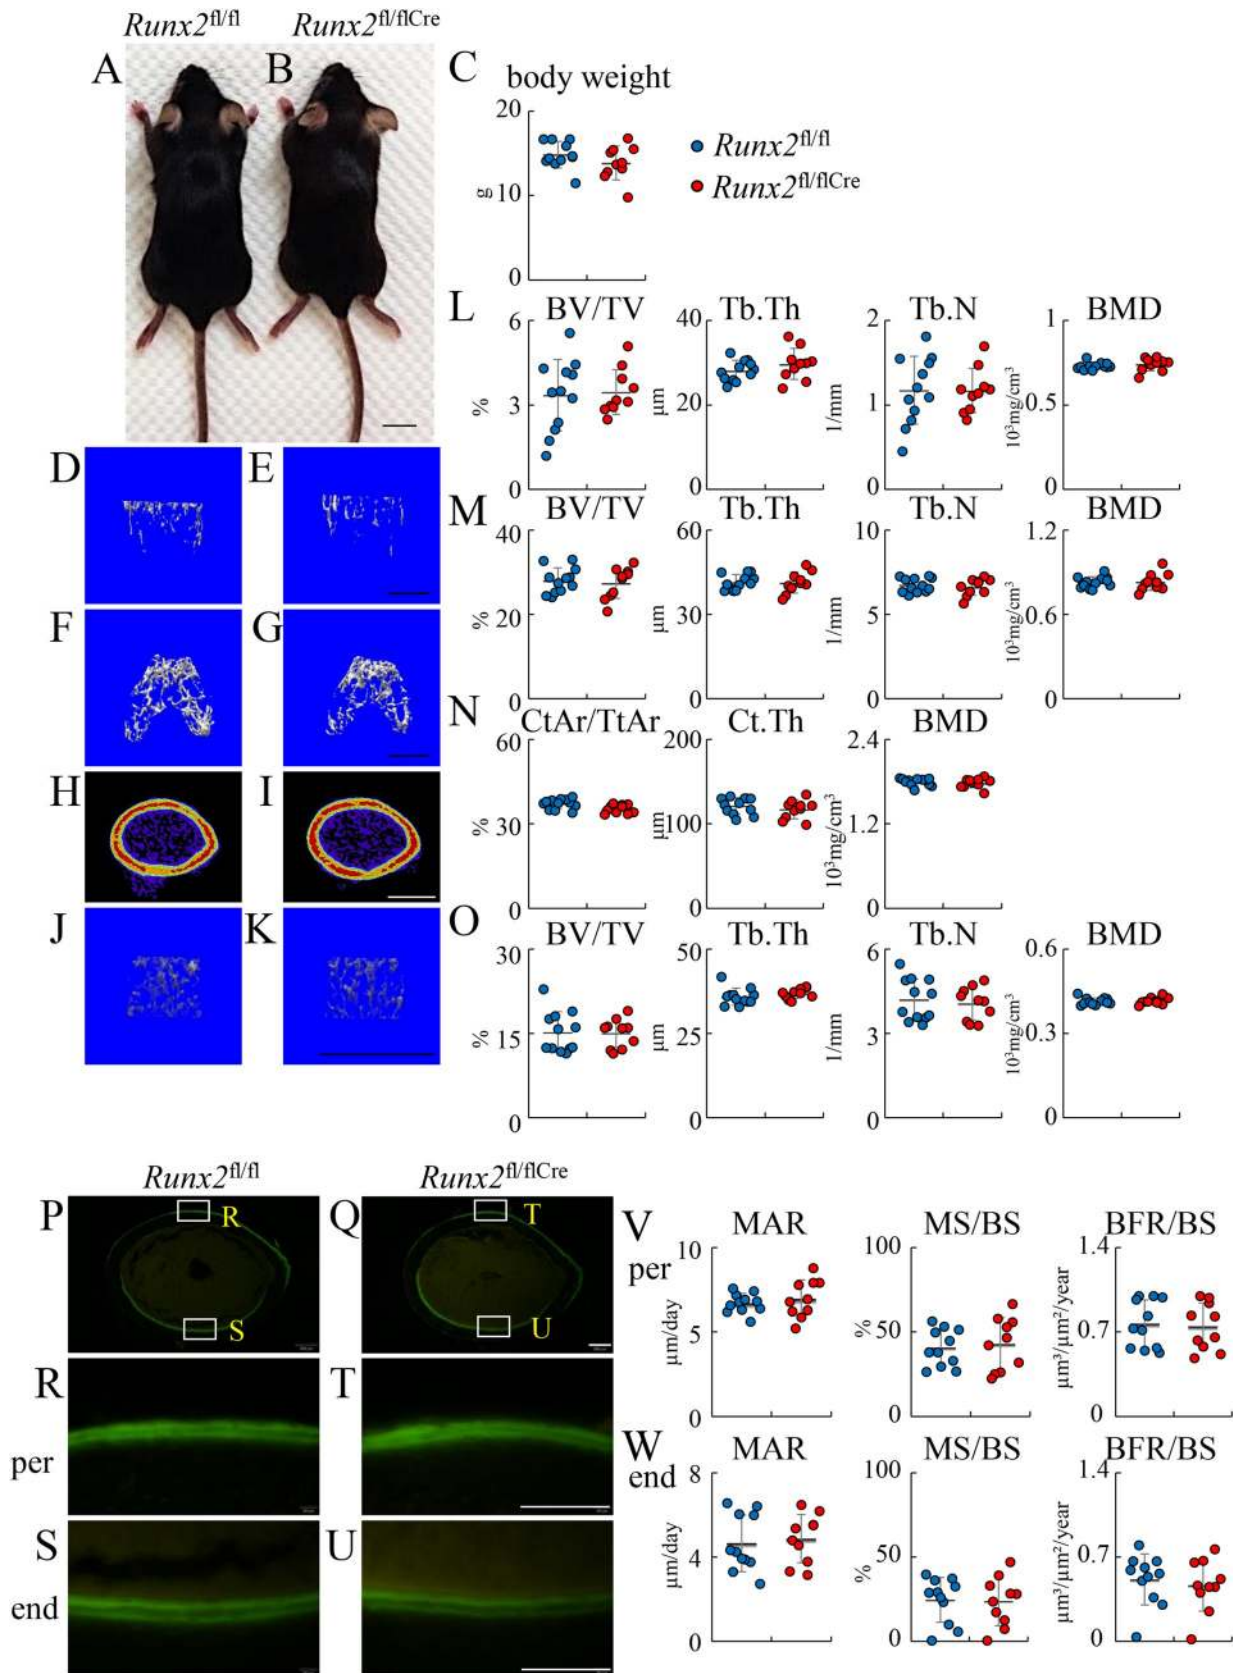 Runx2fl/fl Runx2fl/flCre
A B C body weight
20
10
0
g
Runx2fl/fl
Runx2fl/flCre
L BV/TV Tb.Th Tb.N BMD
6 40 2 1
3 20 1 0.5
0 0 0 0
% µm 1/mm 10³mg/cm³
D E
M BV/TV Tb.Th Tb.N BMD
40 60 10 1.2
20 30 5 0.6
0 0 0 0
% µm 1/mm 10³mg/cm³
F G
N CtAr/TtAr Ct.Th BMD
60 200 2.4
30 100 1.2
0 0 0
% µm 10³mg/cm³
H I
O BV/TV Tb.Th Tb.N BMD
30 50 6 0.6
15 25 3 0.3
0 0 0 0
% µm 1/mm 10³mg/cm³
J K
Runx2fl/fl Runx2fl/flCre
P R S Q T U
V per MAR MS/BS BFR/BS
10 100 1.4
5 50 0.7
0 0 0
µm/day % µm³/µm²/year
R T
per
W end MAR MS/BS BFR/BS
8 100 1.4
4 50 0.7
0 0 0
µm/day % µm³/µm²/year
S U
end